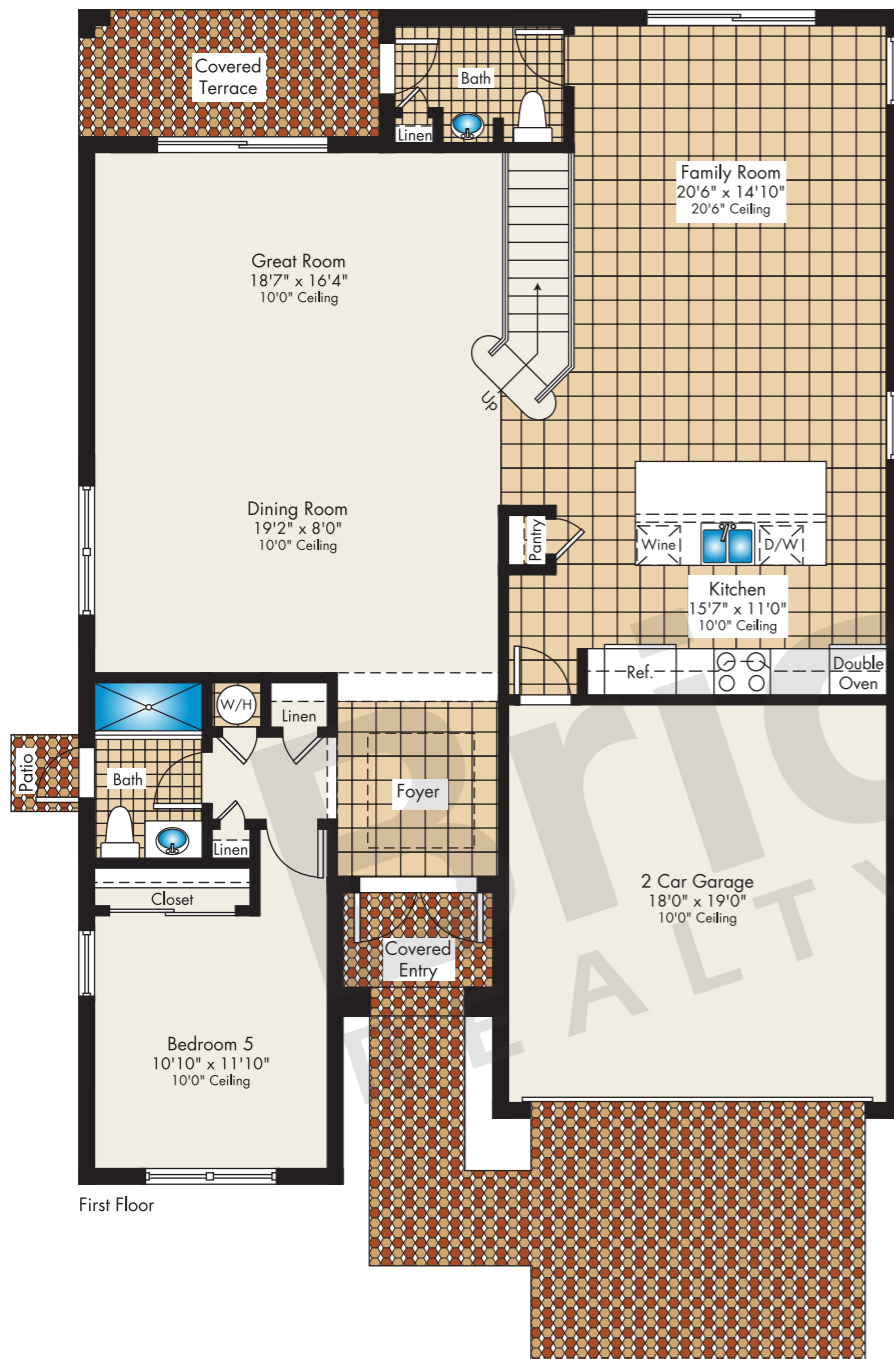 Covered
Terrace
Bath
Linen
Family Room
20'6" x 14'10"
20'6" Ceiling
Great Room
18'7" x 16'4"
10'0" Ceiling
Up
Dining Room
19'2" x 8'0"
10'0" Ceiling
Pantry
Wine
D/W
Kitchen
15'7" x 11'0"
10'0" Ceiling
Ref.
Double
Oven
W/H
Linen
Patio
Bath
Foyer
Linen
Closet
2 Car Garage
18'0" x 19'0"
10'0" Ceiling
Covered
Entry
Bedroom 5
10'10" x 11'10"
10'0" Ceiling
First Floor